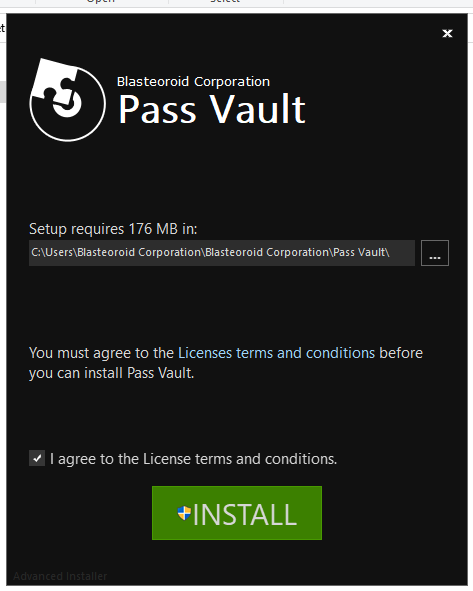 Blasteoroid Corporation
Pass Vault
Setup requires 176 MB in:
C:\Users\Blasteoroid Corporation\Blasteoroid Corporation\Pass Vault\
...
You must agree to the Licenses terms and conditions before
you can install Pass Vault.
I agree to the License terms and conditions.
INSTALL
Advanced Installer